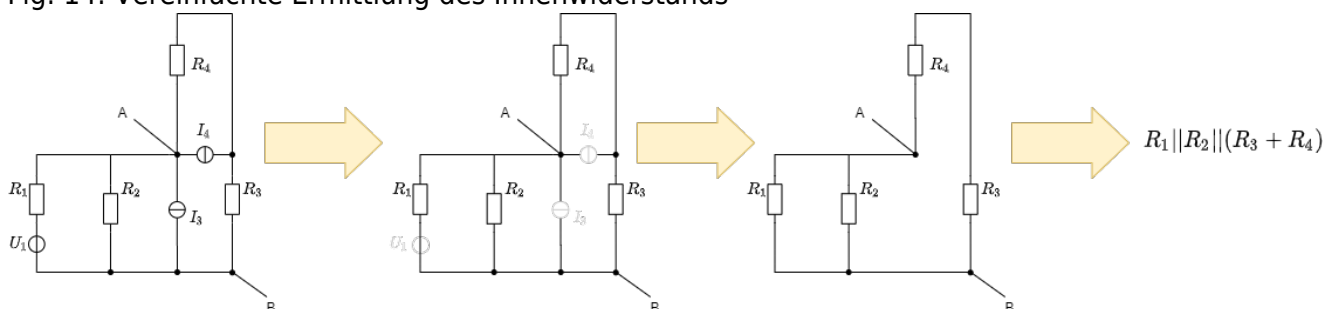 Fig. 14: Vereinfachte Ermittlung des Innenwiderstands
R₄
A
I₄
R₁
R₂
I₃
R₃
U₁
B
R₄
A
I₄
R₁
R₂
I₃
R₃
U₁
B
R₄
A
R₁
R₂
R₃
B
R₁||R₂||(R₃ + R₄)